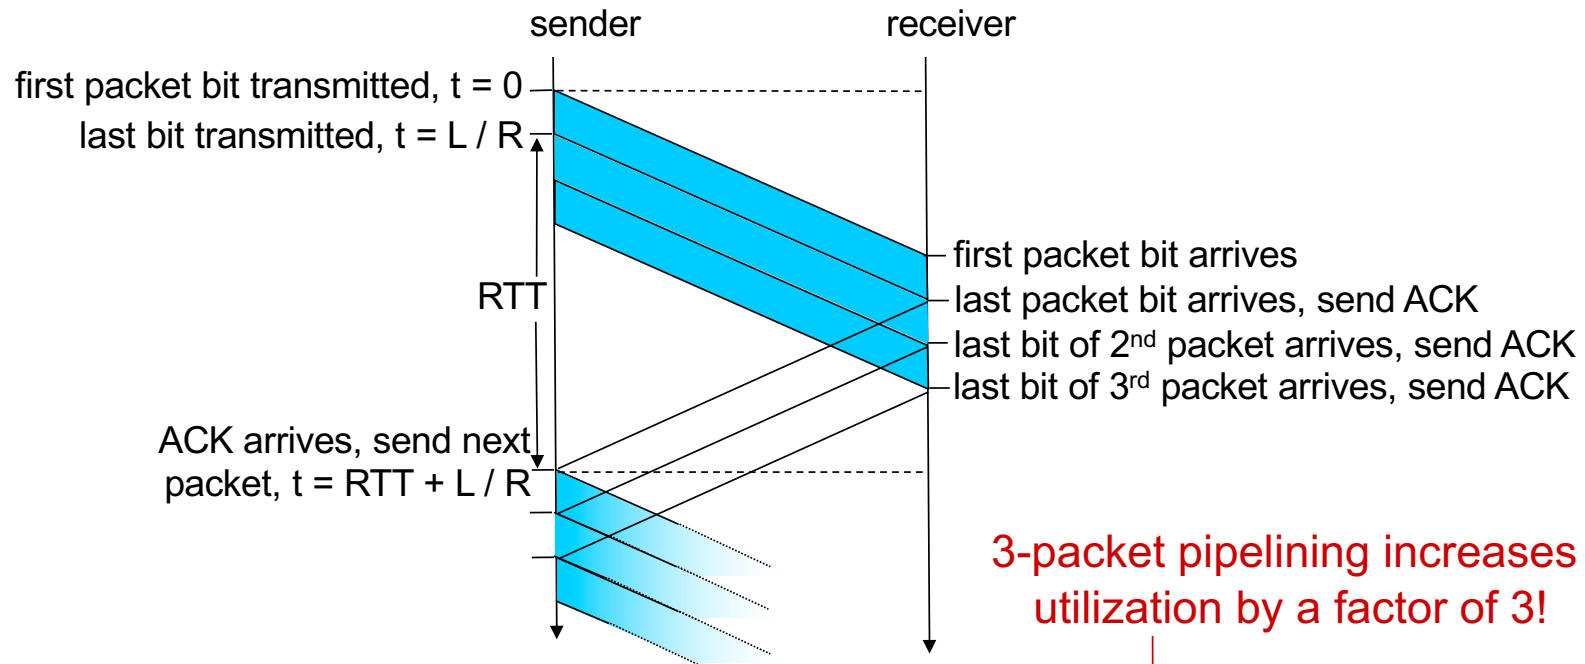 sender
receiver
first packet bit transmitted, t = 0
last bit transmitted, t = L / R
first packet bit arrives
RTT
last packet bit arrives, send ACK
last bit of 2nd packet arrives, send ACK
last bit of 3rd packet arrives, send ACK
ACK arrives, send next
packet, t = RTT + L / R
3-packet pipelining increases
utilization by a factor of 3!